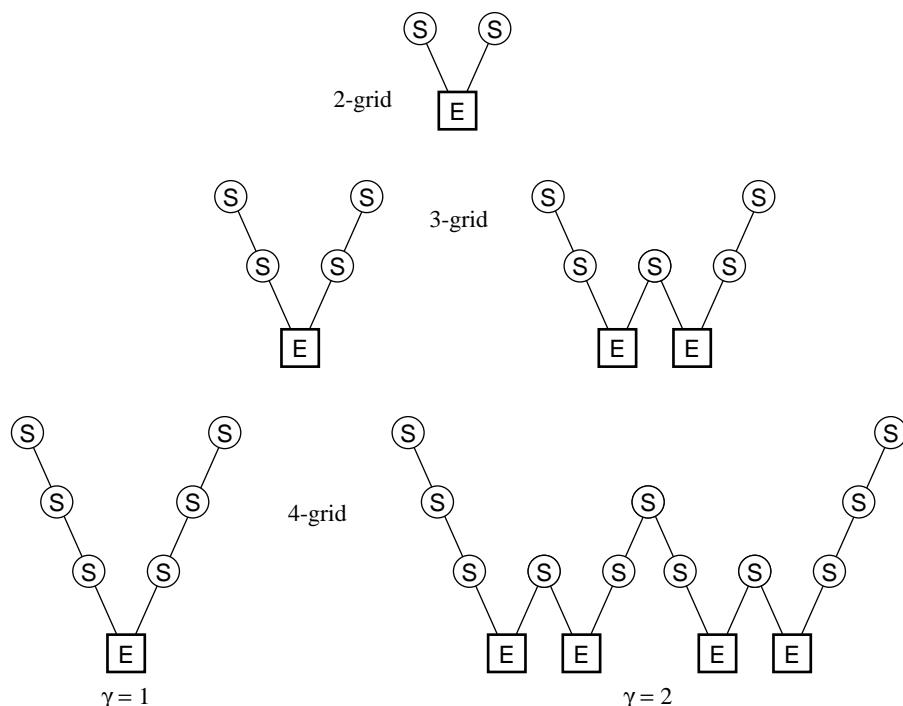 S S
2-grid
E
S S S S
3-grid
S S S S S
E E E
S S S S
S S S S S
4-grid
S S S S S S S S
E E E E E
γ = 1 γ = 2